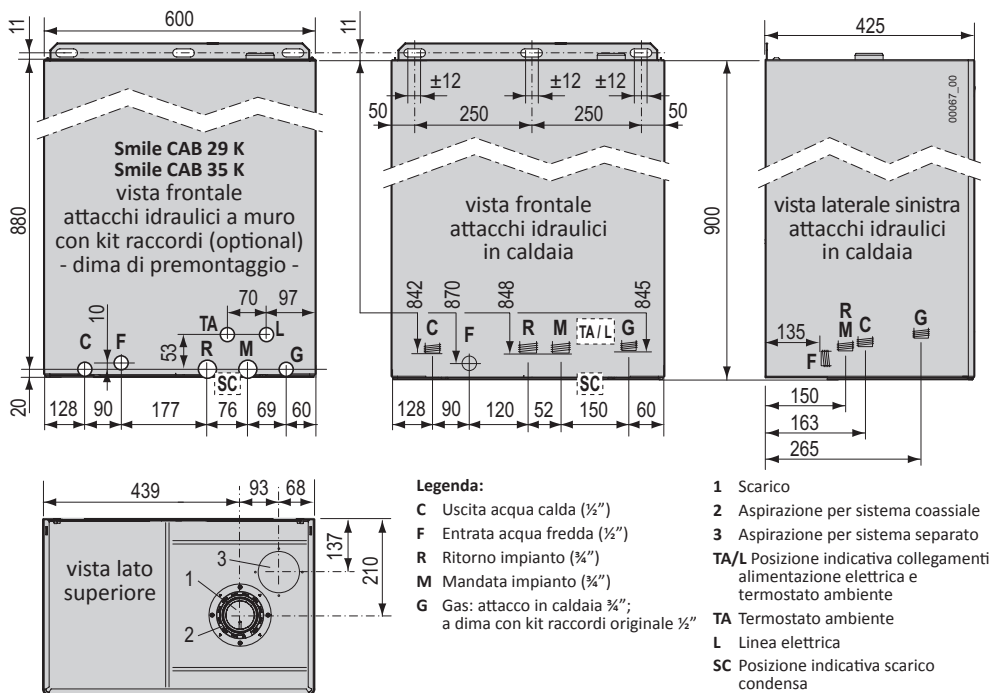 600
11
880
20
Smile CAB 29 K
Smile CAB 35 K
vista frontale
attacchi idraulici a muro
con kit raccordi (optional)
- dima di premontaggio -
70 97
10
TA L
53
C F R M G
SC
128 90 177 76 69 60
11
±12 ±12 ±12
50 250 250 50
vista frontale
attacchi idraulici
in caldaia
900
842 870 848 845
C F R M TA / L G
SC
128 90 120 52 150 60
425
00067_00
vista laterale sinistra
attacchi idraulici
in caldaia
135
R
M C G
F
150
163
265
439 93 68
137
210
vista lato
superiore
3
1
2
Legenda:
C Uscita acqua calda (½”)
F Entrata acqua fredda (½”)
R Ritorno impianto (¾”)
M Mandata impianto (¾”)
G Gas: attacco in caldaia ¾”;
a dima con kit raccordi originale ½”
1 Scarico
2 Aspirazione per sistema coassiale
3 Aspirazione per sistema separato
TA/L Posizione indicativa collegamenti
alimentazione elettrica e
termostato ambiente
TA Termostato ambiente
L Linea elettrica
SC Posizione indicativa scarico
condensa